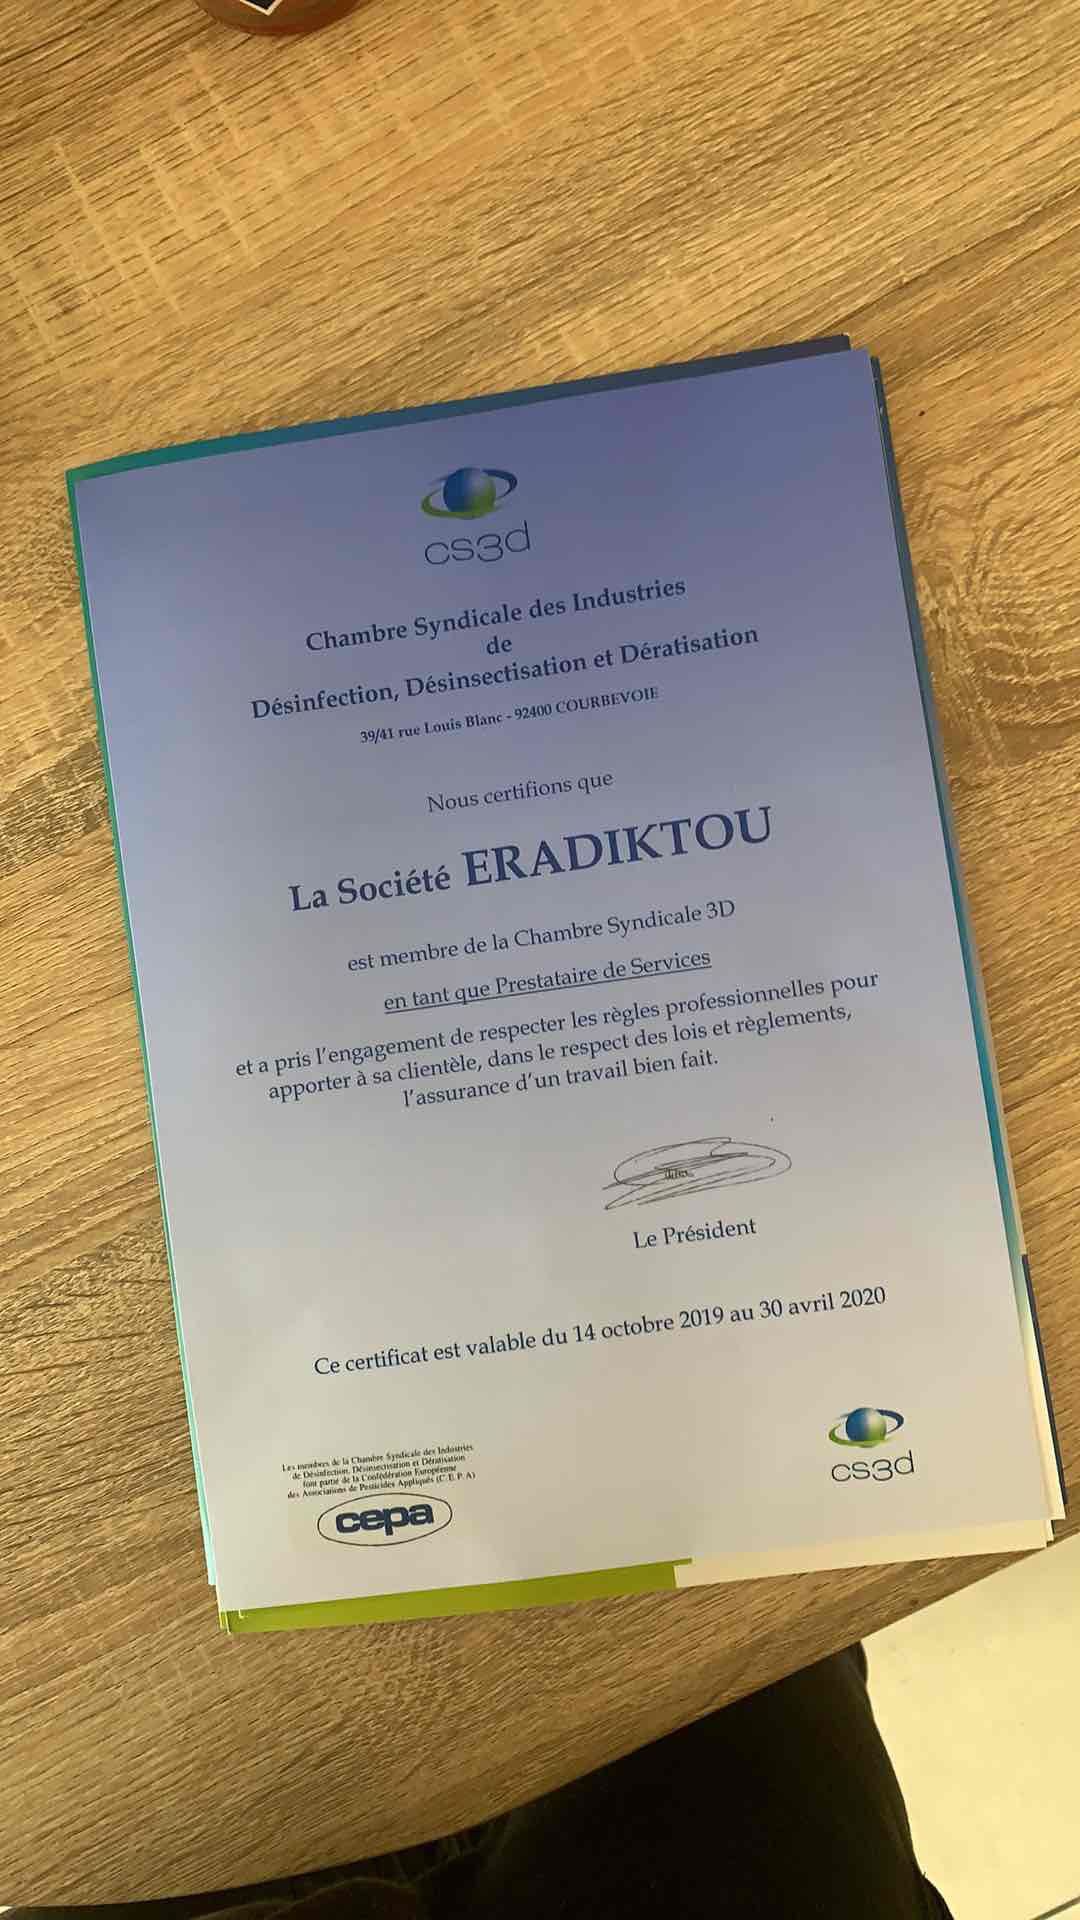 cs3d
Chambre Syndicale des Industries
de
Désinfection, Désinsectisation et Dératisation
39/41 rue Louis Blanc - 92400 COURBEVOIE
Nous certifions que
La Société ERADIKTOU
est membre de la Chambre Syndicale 3D
en tant que Prestataire de Services
et a pris l'engagement de respecter les règles professionnelles pour
apporter à sa clientèle, dans le respect des lois et règlements,
l'assurance d'un travail bien fait.
Le Président
Ce certificat est valable du 14 octobre 2019 au 30 avril 2020
Les membres de la Chambre Syndicale des Industries
de Désinfection, Désinsectisation et Dératisation
font partie de la Confédération Européenne
des Associations de Pesticides Appliqués (C.E.P.A)
cepa
cs3d